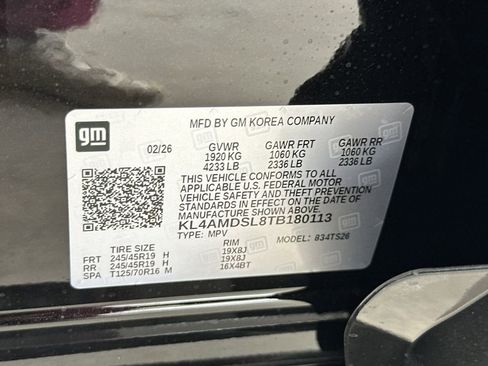 gm
MFD BY GM KOREA COMPANY
02/26 GVWR GAWR FRT GAWR RR
1920 KG 1060 KG 1060 KG
4233 LB 2336 LB 2336 LB
THIS VEHICLE CONFORMS TO ALL
APPLICABLE U.S. FEDERAL MOTOR
VEHICLE SAFETY AND THEFT PREVENTION
STANDARDS IN EFFECT ON THE DATE OF
MANUFACTURE SHOWN ABOVE.
KL4AMDSL8TB180113
TYPE: MPV MODEL: 834TS26
TIRE SIZE RIM
FRT 245/45R19 H 19X8J
RR 245/45R19 H 19X8J
SPA T125/70R16 M 16X4BT